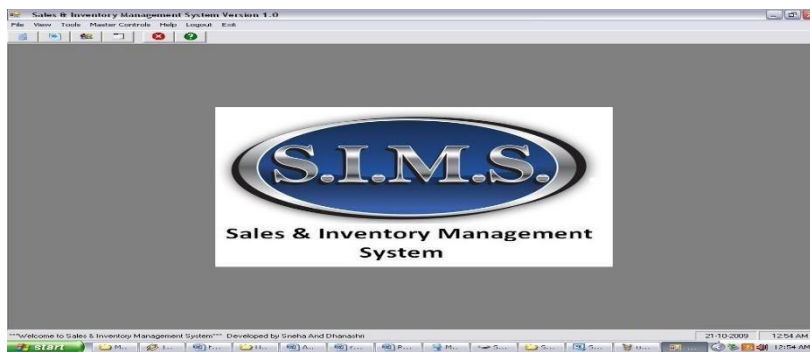 Sales & Inventory Management System Version 1.0
File View Tools Master Controls Help Logout Exit
S.I.M.S.
Sales & Inventory Management
System
***Welcome to Sales & Inventory Management System*** Developed by Sneha And Dhanashri
21-10-2009 12:54 AM
start M... I... U... A... r... P... M... S... S... S... u... 12:54 AM